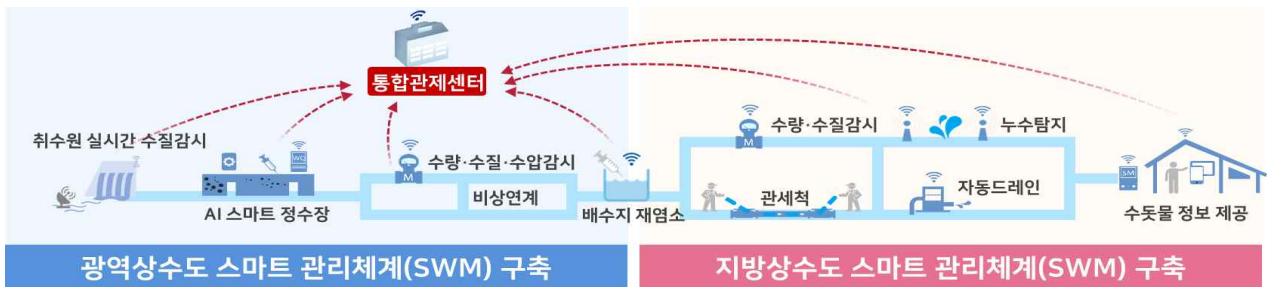 통합관제센터
취수원 실시간 수질감시
WQ
AI 스마트 정수장
M
수량·수질·수압감시
비상연계
배수지 재염소
M
수량·수질감시
누수탐지
관세척
자동드레인
SM
수돗물 정보 제공
광역상수도 스마트 관리체계(SWM) 구축
지방상수도 스마트 관리체계(SWM) 구축